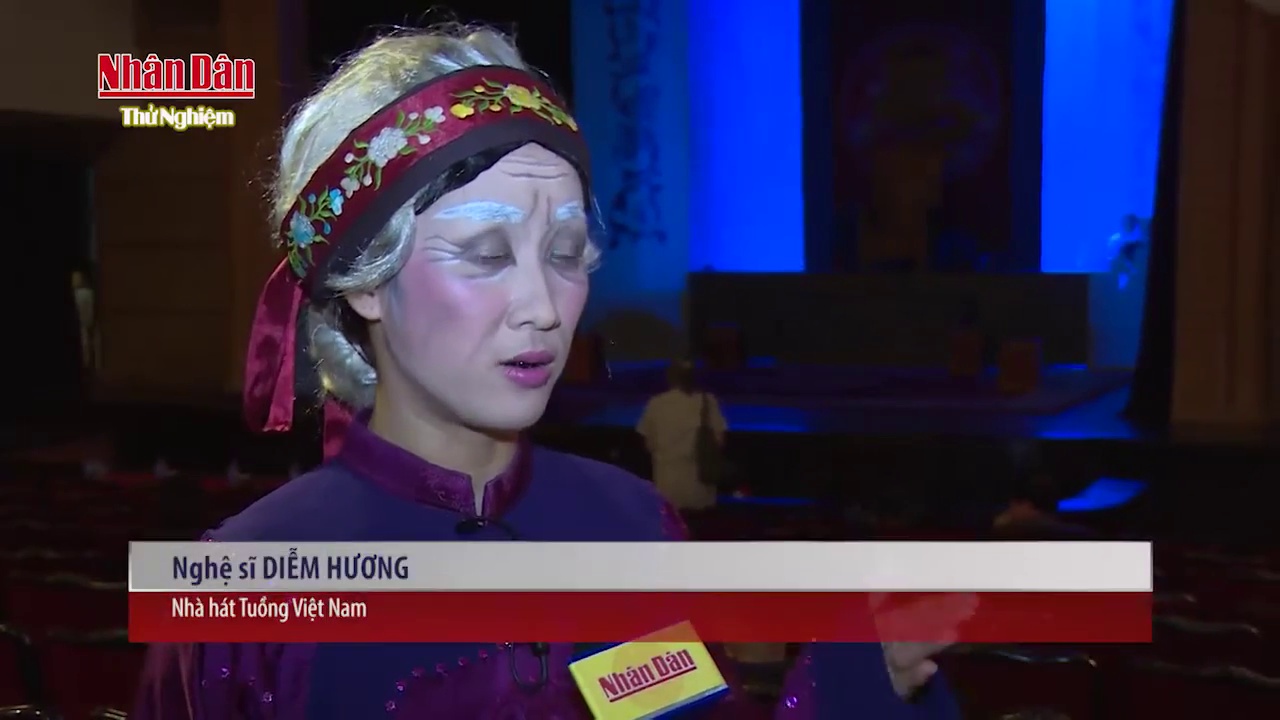 Nhân Dân
Thử Nghiệm
Nghệ sĩ DIỄM HƯƠNG
Nhà hát Tuồng Việt Nam
Nhân Dân